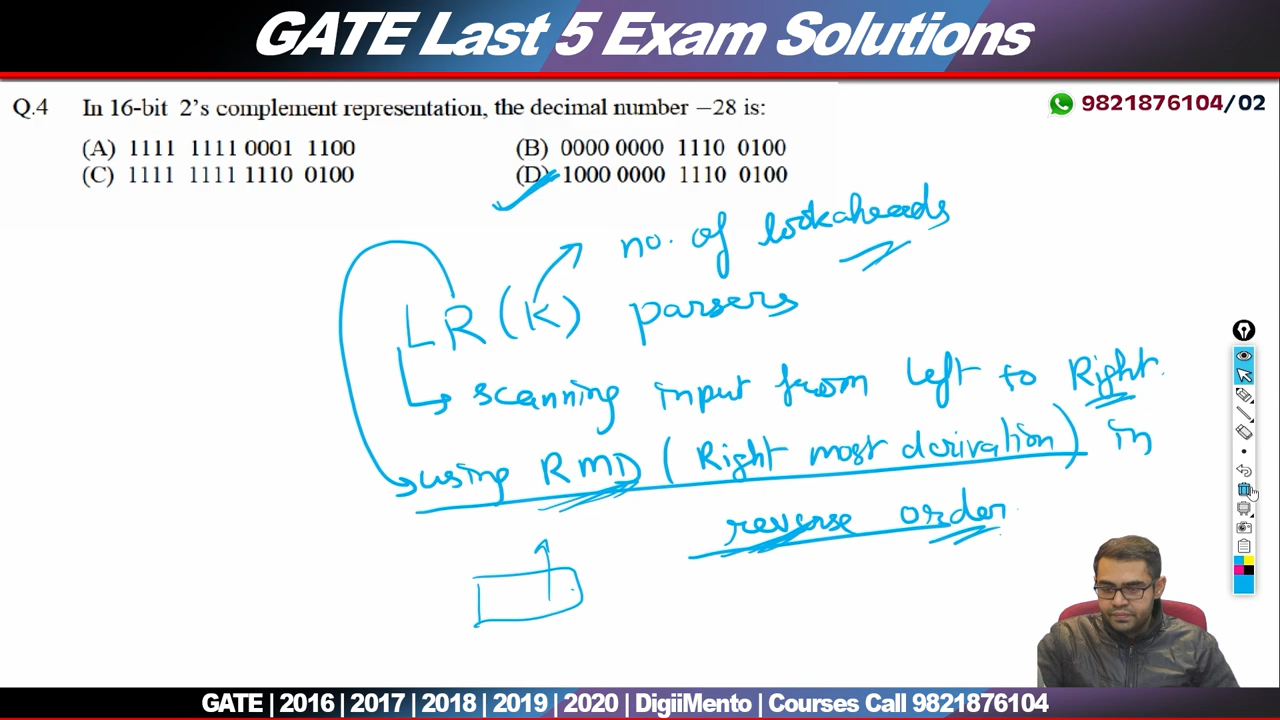 GATE Last 5 Exam Solutions
9821876104/02
Q.4 In 16-bit 2's complement representation, the decimal number −28 is:
(A) 1111 1111 0001 1100 (B) 0000 0000 1110 0100
(C) 1111 1111 1110 0100 (D) 1000 0000 1110 0100
no. of lookaheads
LR(K) parsers
scanning input from left to Right.
using RMD (Right most derivation) in
reverse order
GATE | 2016 | 2017 | 2018 | 2019 | 2020 | DigiiMento | Courses Call 9821876104